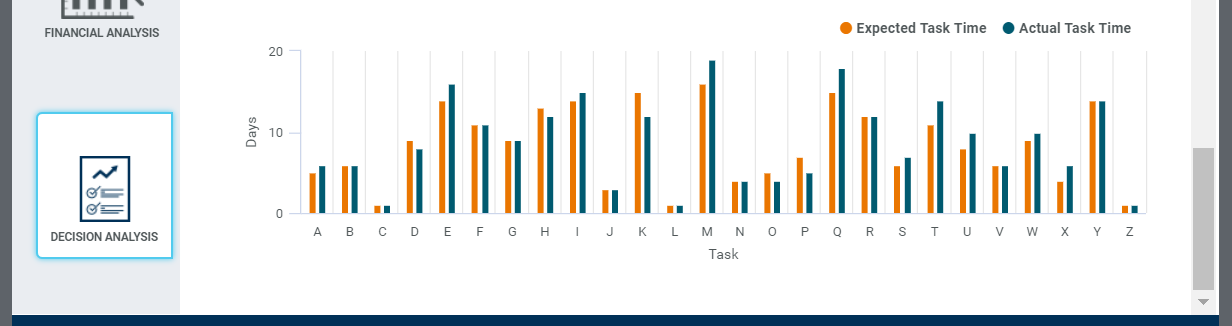 FINANCIAL ANALYSIS
DECISION ANALYSIS
Expected Task Time Actual Task Time
20
10
0
Days
A B C D E F G H I J K L M N O P Q R S T U V W X Y Z
Task